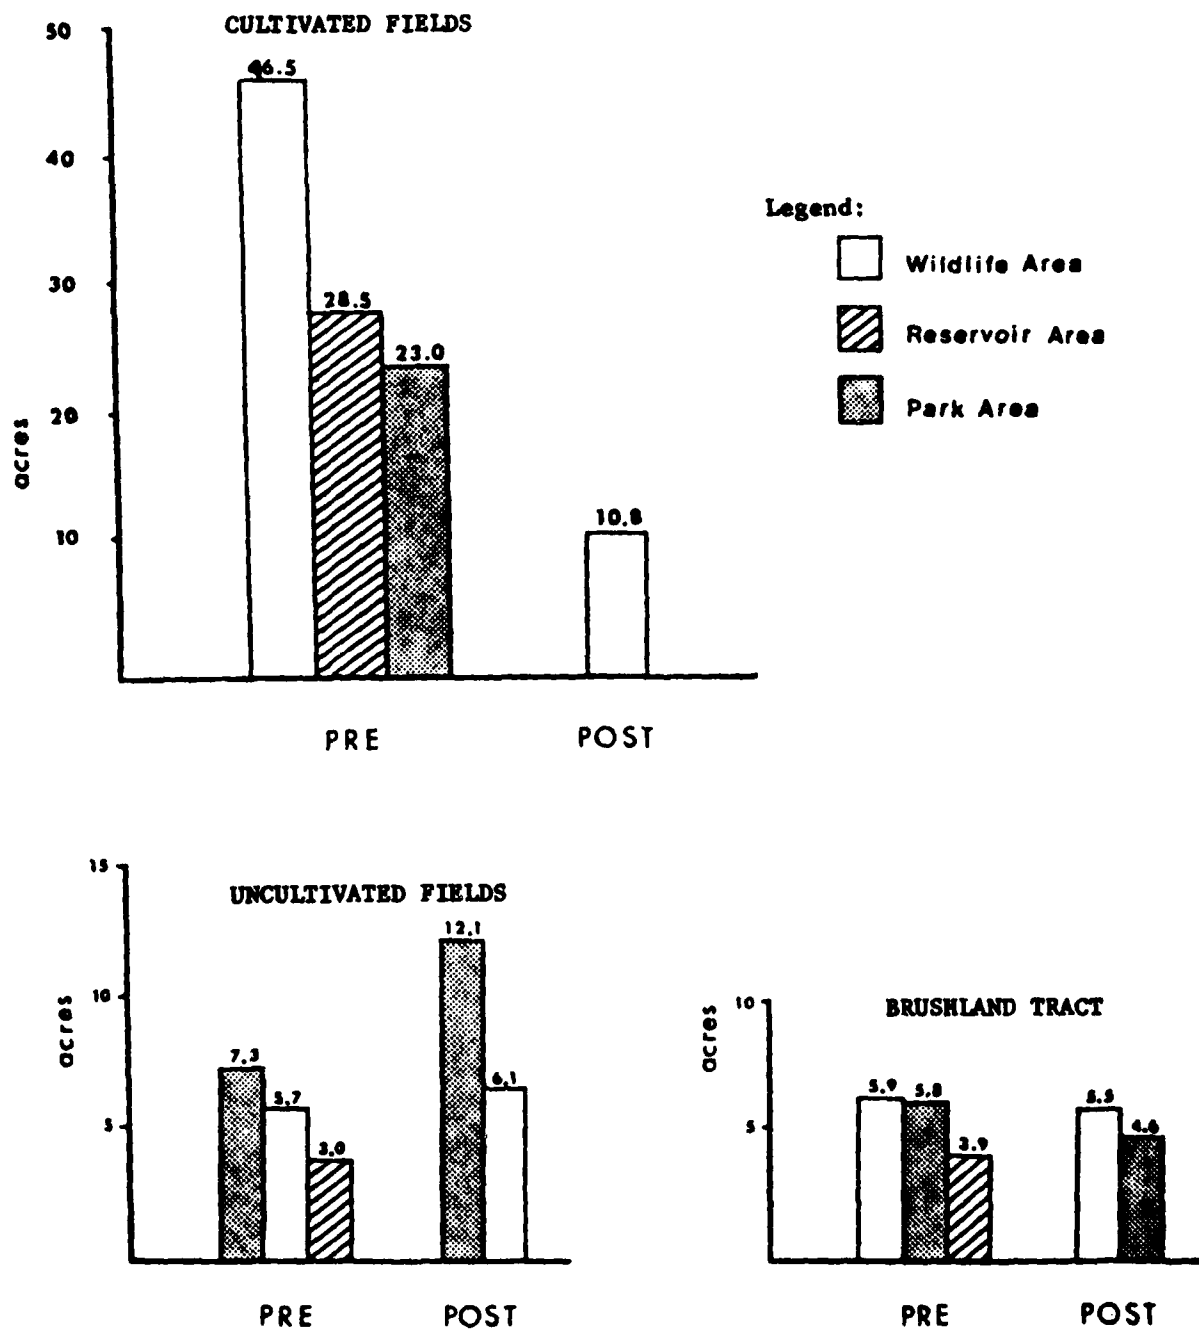 CULTIVATED FIELDS
50
40
30
20
10
acres
46.5
28.5
23.0
10.8
PRE POST
Legend:
Wildlife Area
Reservoir Area
Park Area
UNCULTIVATED FIELDS
15
10
5
acres
7.3
5.7
3.0
12.1
6.1
PRE POST
BRUSHLAND TRACT
10
5
acres
5.9
5.8
3.9
5.5
4.6
PRE POST